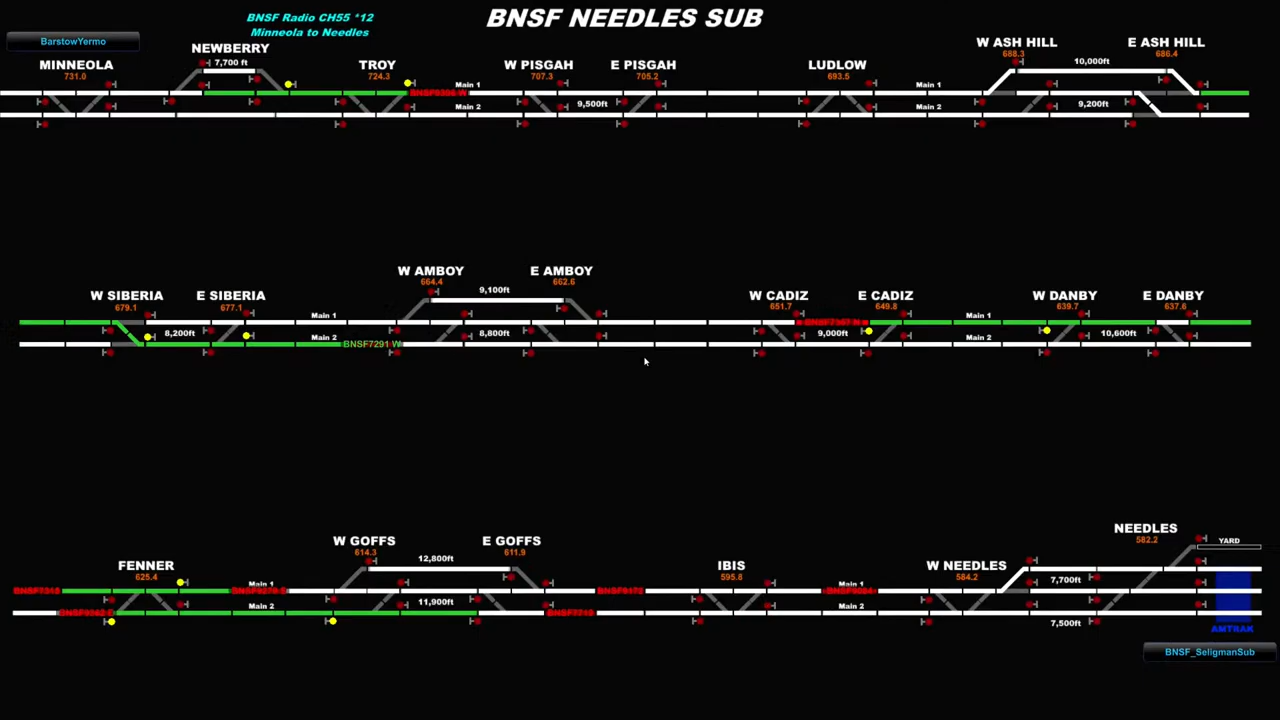 BNSF NEEDLES SUB
BNSF Radio CH55 *12
Minneola to Needles
BarstowYermo
NEWBERRY
7,700 ft
MINNEOLA
731.0
TROY
724.3
W PISGAH
707.3
E PISGAH
705.2
LUDLOW
693.5
W ASH HILL
688.3
E ASH HILL
686.4
10,000ft
Main 1
Main 1
Main 2
9,500ft
Main 2
9,200ft
W AMBOY
664.4
E AMBOY
662.6
9,100ft
W SIBERIA
679.1
E SIBERIA
677.1
W CADIZ
651.7
E CADIZ
649.8
W DANBY
639.7
E DANBY
637.6
Main 1
Main 1
8,200ft
Main 2
8,800ft
9,000ft
Main 2
10,600ft
BNSF7291 W
NEEDLES
582.2
YARD
W GOFFS
614.3
E GOFFS
611.9
12,800ft
FENNER
625.4
IBIS
595.8
W NEEDLES
584.2
7,700ft
Main 1
Main 1
Main 2
11,900ft
Main 2
7,500ft
AMTRAK
BNSF_SeligmanSub